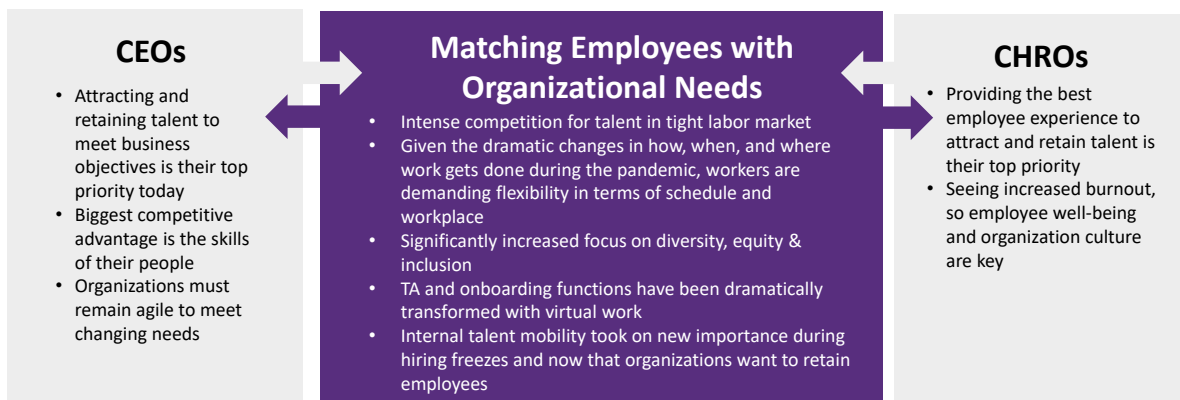 CEOs
• Attracting and
retaining talent to
meet business
objectives is their top
priority today
• Biggest competitive
advantage is the skills
of their people
• Organizations must
remain agile to meet
changing needs
Matching Employees with
Organizational Needs
• Intense competition for talent in tight labor market
• Given the dramatic changes in how, when, and where
work gets done during the pandemic, workers are
demanding flexibility in terms of schedule and
workplace
• Significantly increased focus on diversity, equity &
inclusion
• TA and onboarding functions have been dramatically
transformed with virtual work
• Internal talent mobility took on new importance during
hiring freezes and now that organizations want to retain
employees
CHROs
• Providing the best
employee experience to
attract and retain talent is
their top priority
• Seeing increased burnout,
so employee well-being
and organization culture
are key